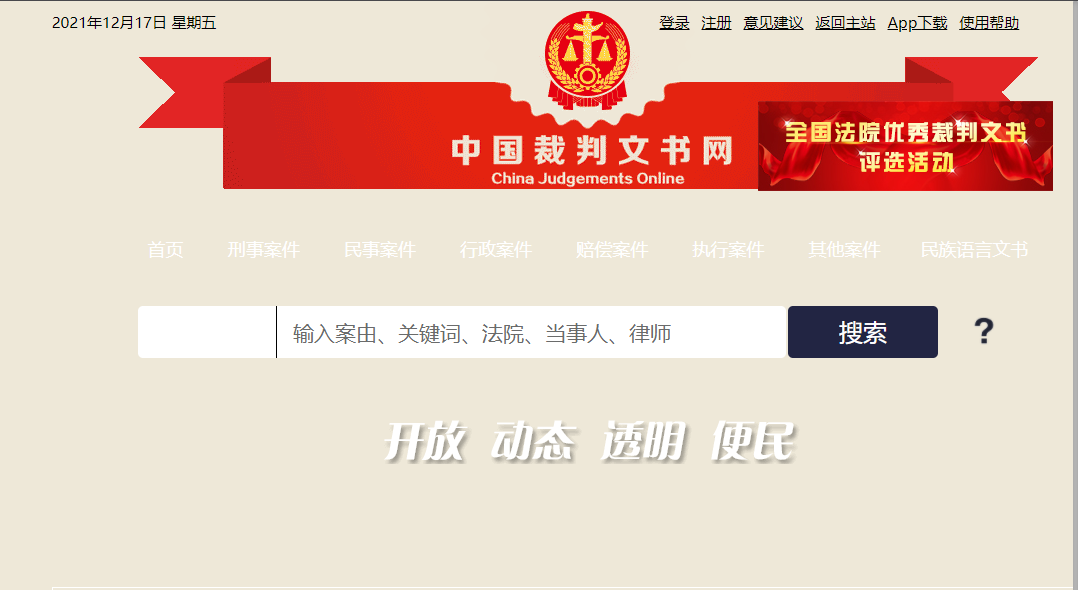 2021年12月17日 星期五
登录 注册 意见建议 返回主站 App下载 使用帮助
中国裁判文书网
China Judgements Online
全国法院优秀裁判文书
评选活动
首页 刑事案件 民事案件 行政案件 赔偿案件 执行案件 其他案件 民族语言文书
输入案由、关键词、法院、当事人、律师
搜索
?
开放 动态 透明 便民